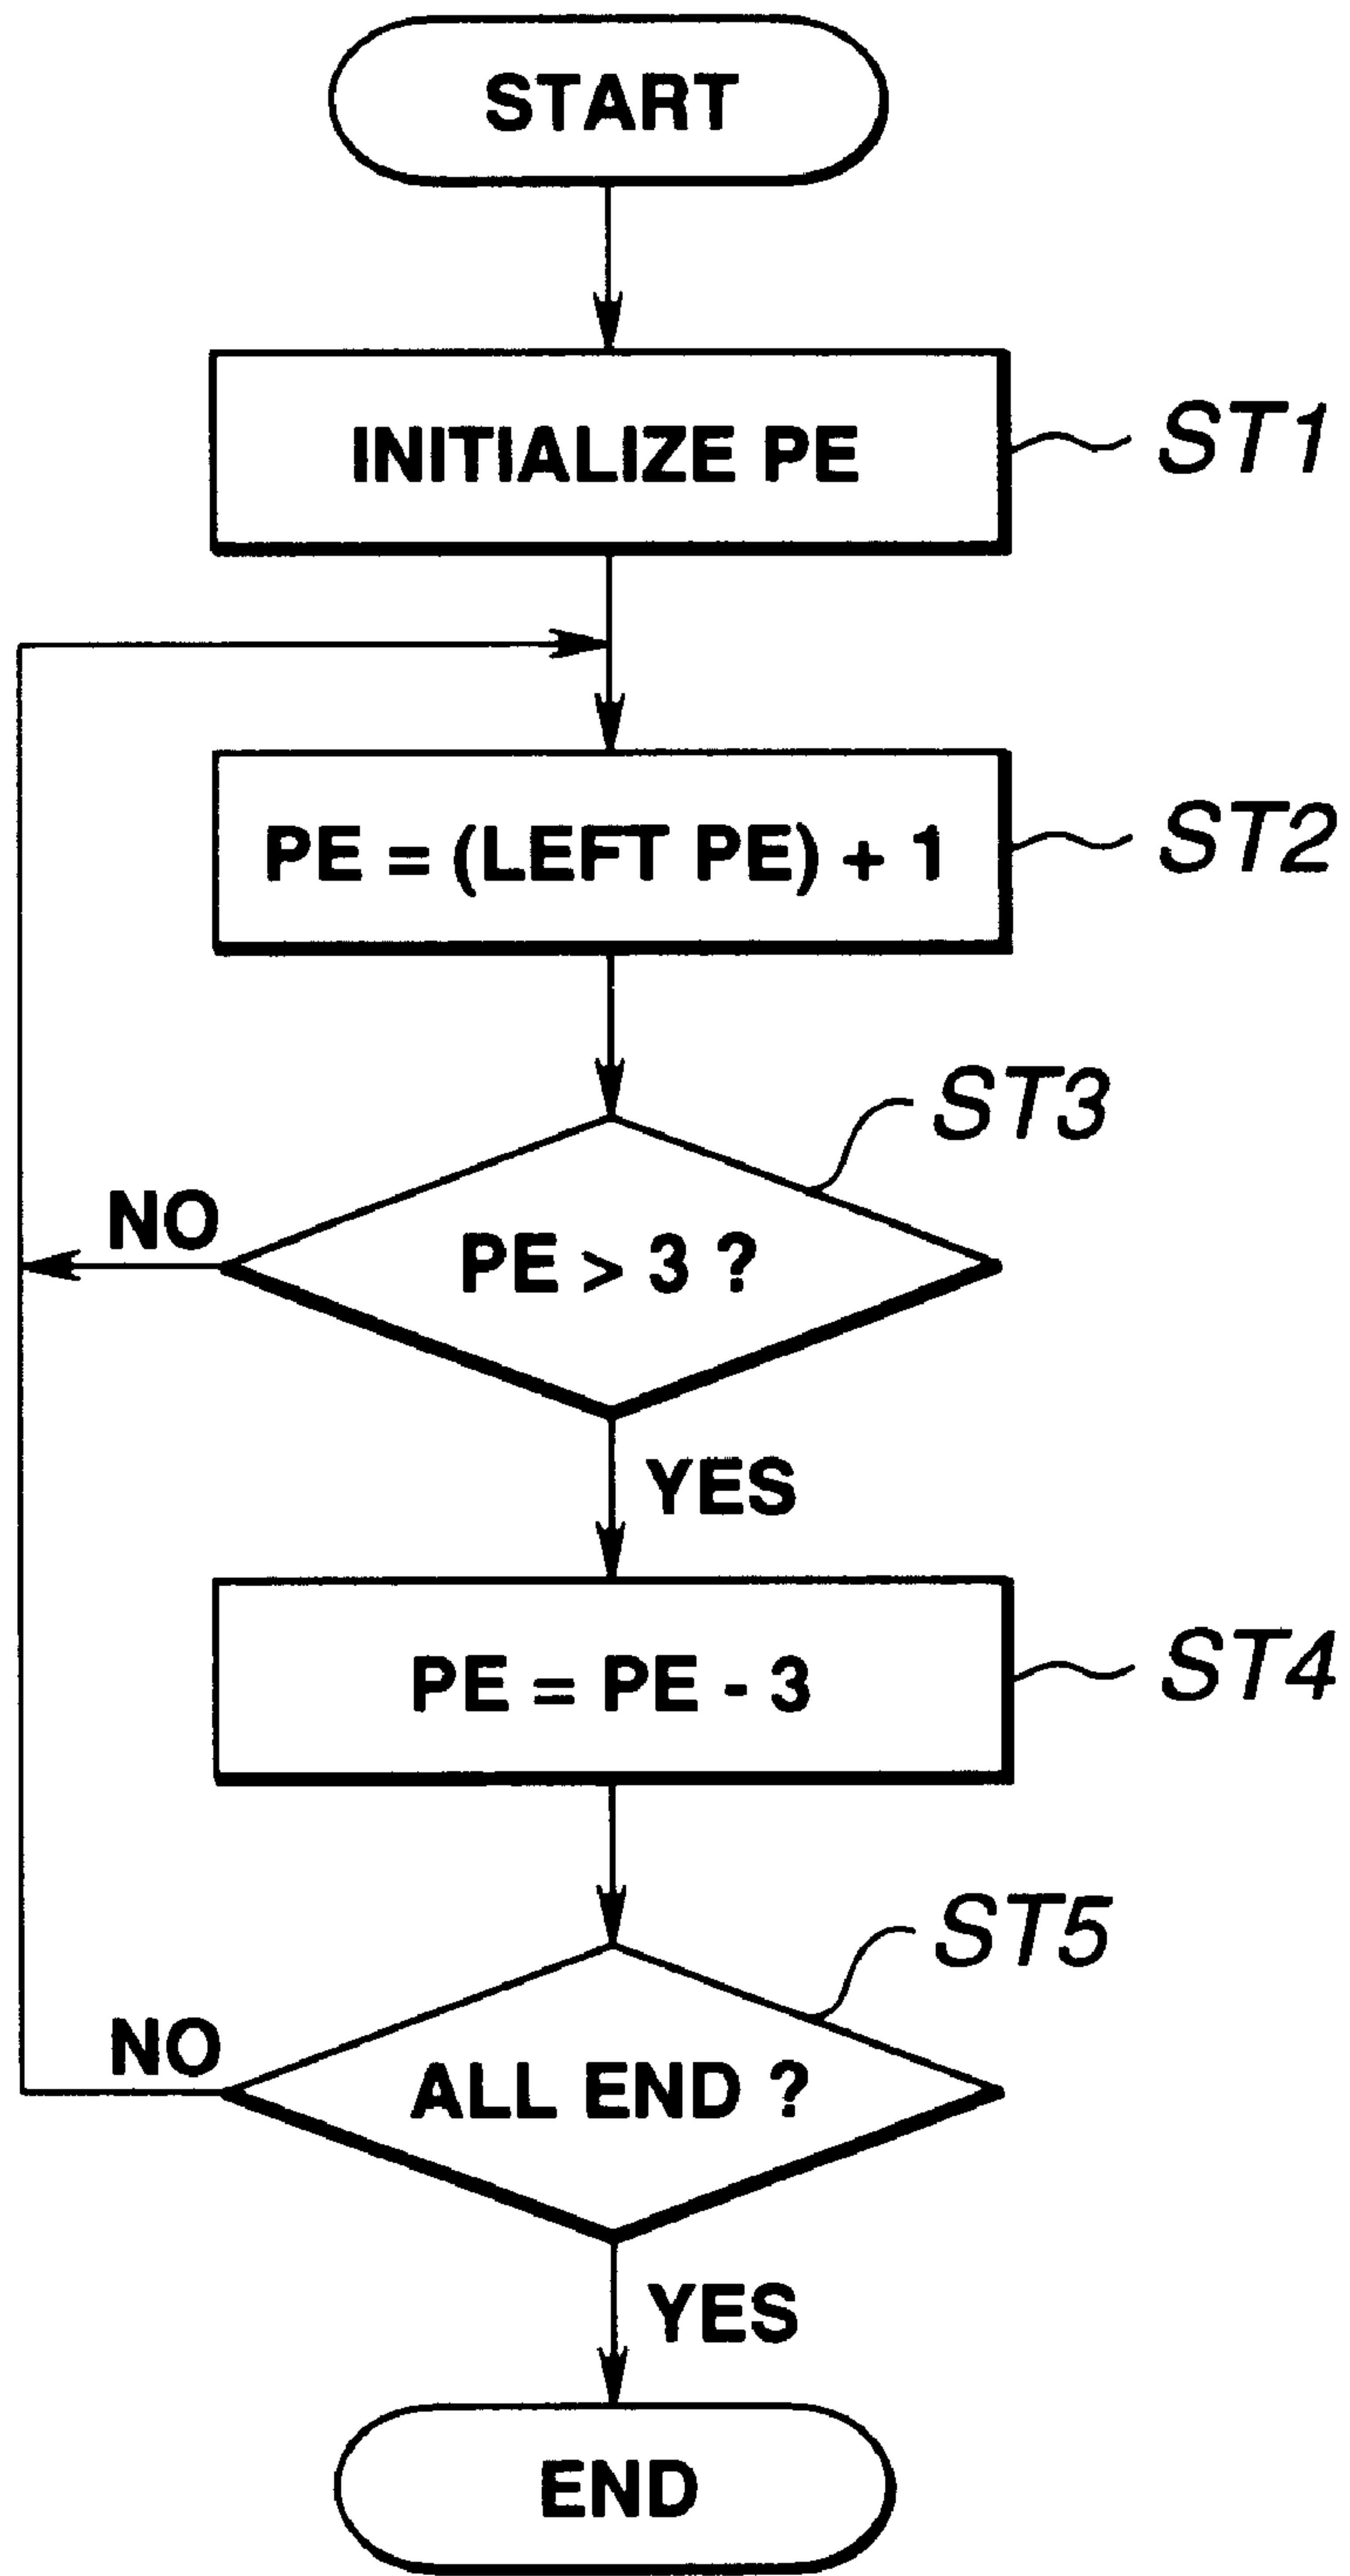 START
INITIALIZE PE
ST1
PE = (LEFT PE) + 1
ST2
ST3
NO
PE > 3 ?
YES
PE = PE - 3
ST4
ST5
NO
ALL END ?
YES
END